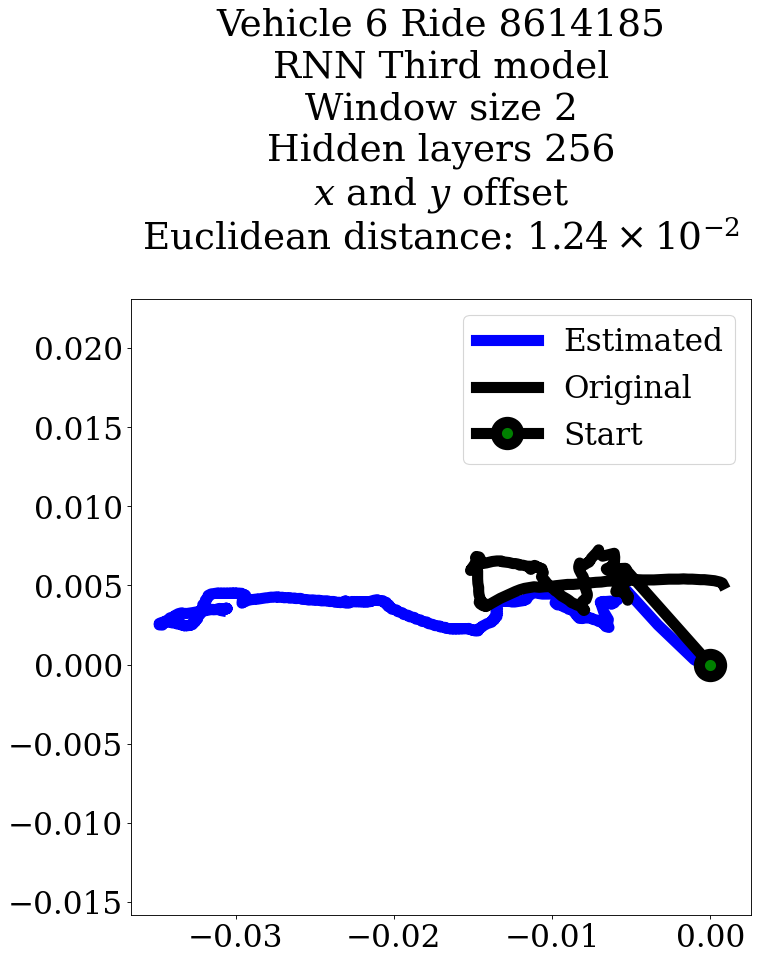 Vehicle 6 Ride 8614185
RNN Third model
Window size 2
Hidden layers 256
x and y offset
Euclidean distance: 1.24 × 10⁻²
Estimated
Original
Start
0.020
0.015
0.010
0.005
0.000
−0.005
−0.010
−0.015
−0.03 −0.02 −0.01 0.00